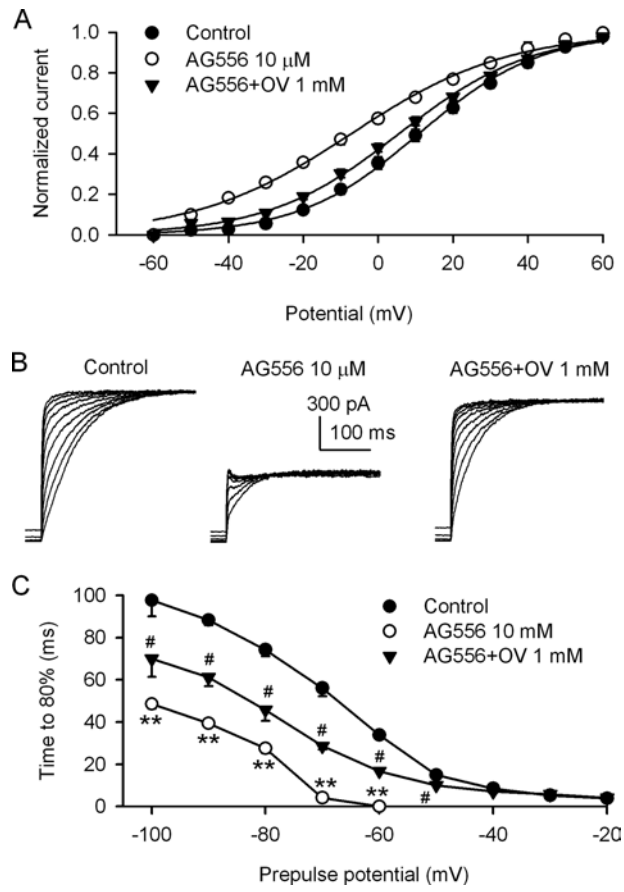 A
Control
AG556 10 μM
AG556+OV 1 mM
Normalized current
1.0
0.8
0.6
0.4
0.2
0.0
-60 -40 -20 0 20 40 60
Potential (mV)
B
Control
AG556 10 μM
AG556+OV 1 mM
300 pA
100 ms
C
Control
AG556 10 mM
AG556+OV 1 mM
Time to 80% (ms)
100
80
60
40
20
0
# # # # # #
** ** ** ** **
-100 -80 -60 -40 -20
Prepulse potential (mV)